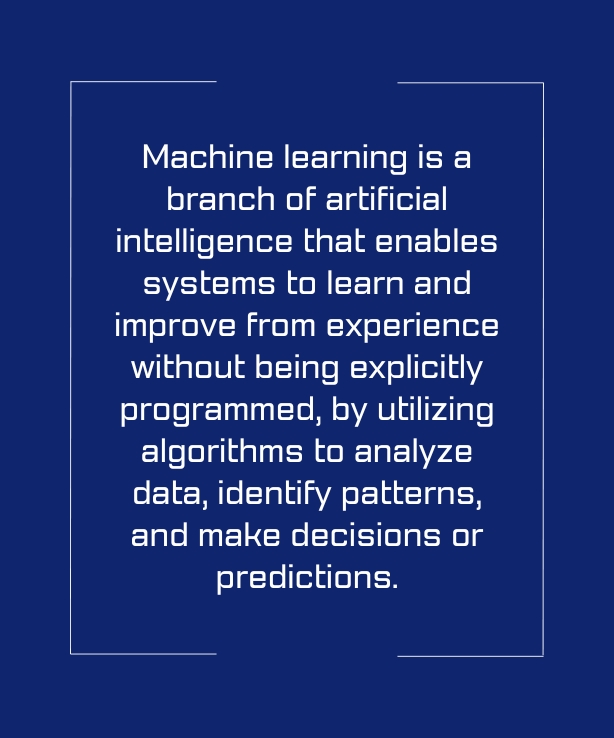 Machine learning is a
branch of artificial
intelligence that enables
systems to learn and
improve from experience
without being explicitly
programmed, by utilizing
algorithms to analyze
data, identify patterns,
and make decisions or
predictions.